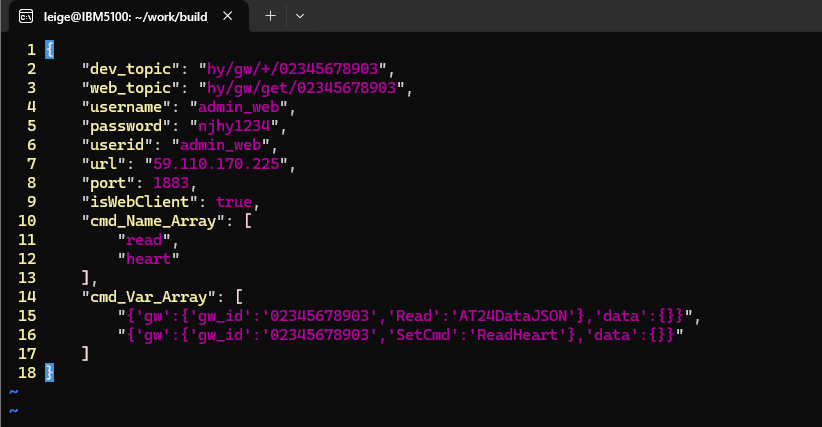 leige@IBM5100: ~/work/build
1 {
2 "dev_topic": "hy/gw/+/02345678903",
3 "web_topic": "hy/gw/get/02345678903",
4 "username": "admin_web",
5 "password": "njhy1234",
6 "userid": "admin_web",
7 "url": "59.110.170.225",
8 "port": 1883,
9 "isWebClient": true,
10 "cmd_Name_Array": [
11 "read",
12 "heart"
13 ],
14 "cmd_Var_Array": [
15 "{'gw':{'gw_id':'02345678903','Read':'AT24DataJSON'},'data':{}}",
16 "{'gw':{'gw_id':'02345678903','SetCmd':'ReadHeart'},'data':{}}"
17 ]
18 }
~
~